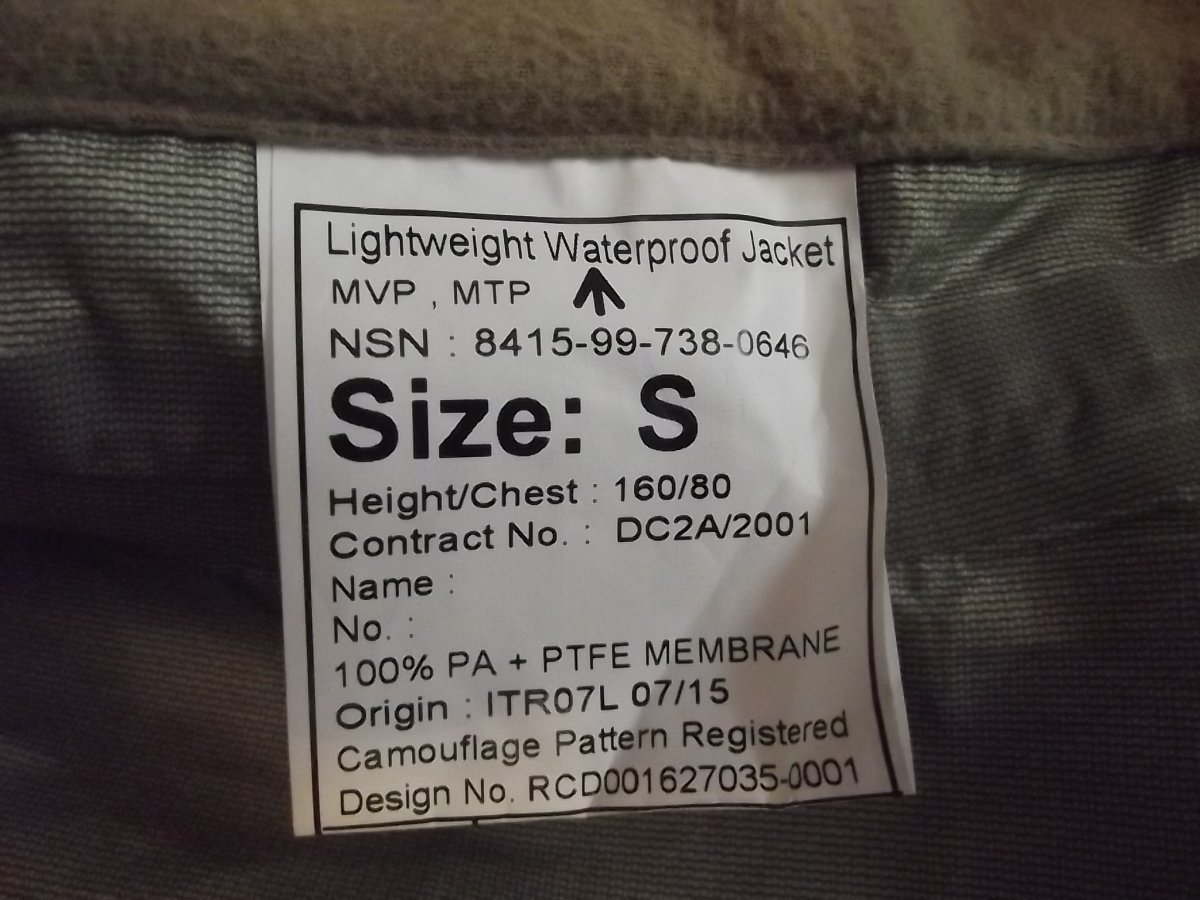 Lightweight Waterproof Jacket
MVP , MTP
NSN : 8415-99-738-0646
Size: S
Height/Chest : 160/80
Contract No. : DC2A/2001
Name :
No. :
100% PA + PTFE MEMBRANE
Origin : ITR07L 07/15
Camouflage Pattern Registered
Design No. RCD001627035-0001